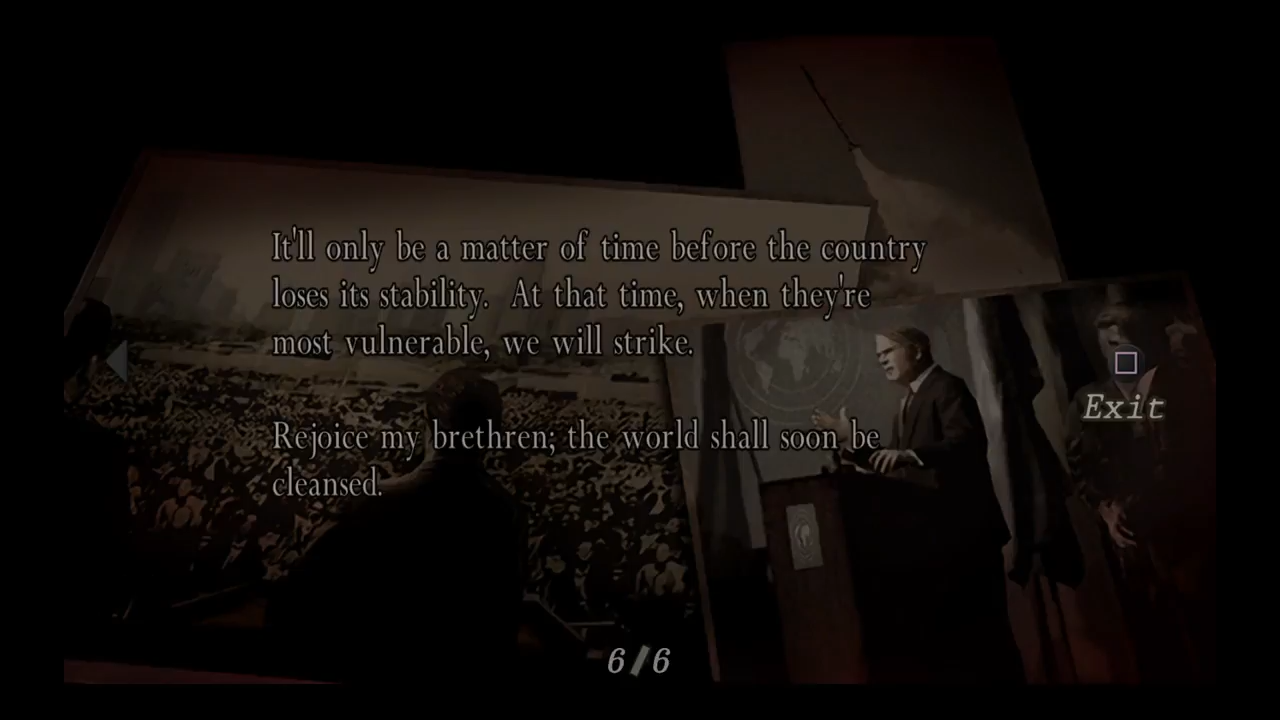 It'll only be a matter of time before the country
loses its stability.  At that time, when they're
most vulnerable, we will strike.
Rejoice my brethren; the world shall soon be
cleansed.
Exit
6/6